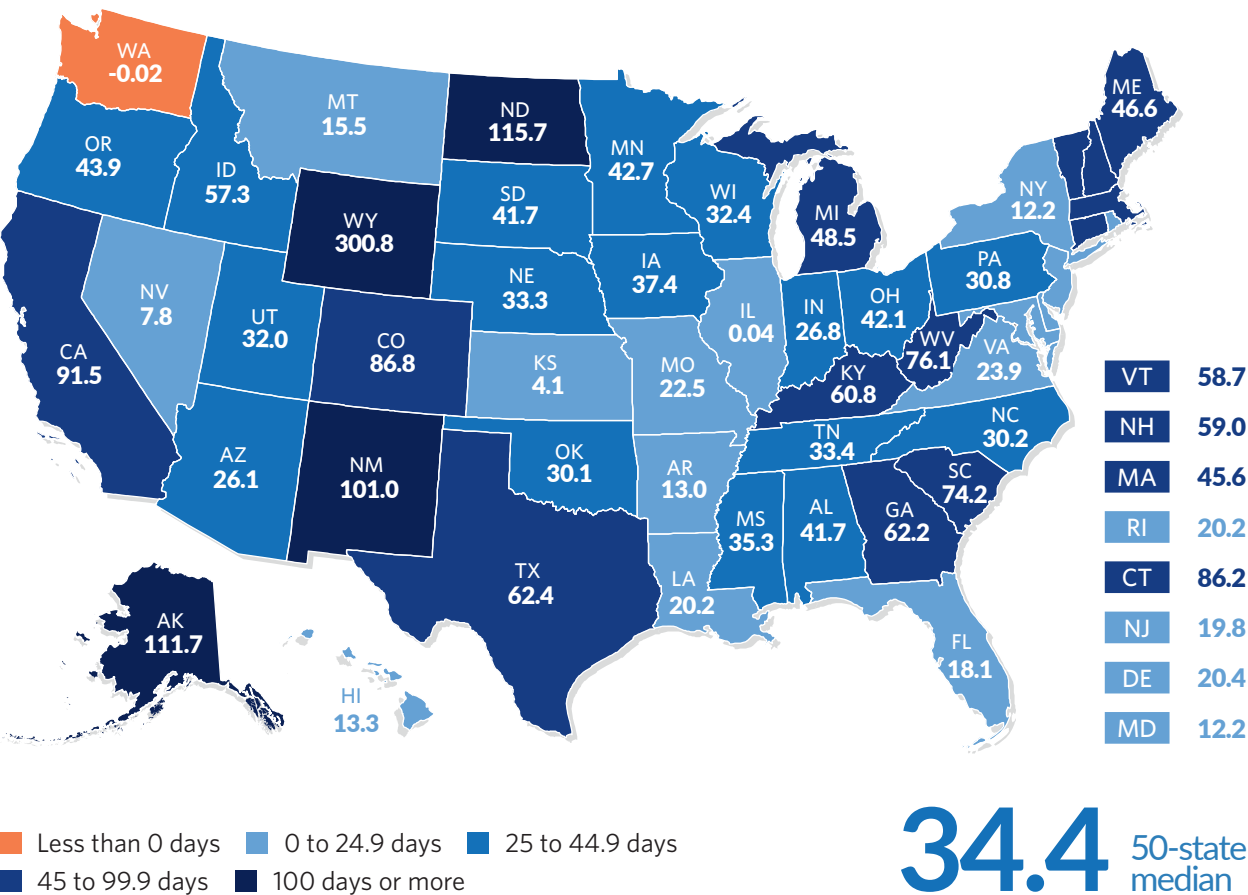 WA
-0.02
MT
15.5
ND
115.7
ME
46.6
OR
43.9
ID
57.3
MN
42.7
WI
32.4
SD
41.7
NY
12.2
MI
48.5
WY
300.8
NE
33.3
IA
37.4
PA
30.8
NV
7.8
UT
32.0
CO
86.8
IL
0.04
IN
26.8
OH
42.1
WV
76.1
VA
23.9
CA
91.5
KS
4.1
MO
22.5
KY
60.8
NC
30.2
TN
33.4
AZ
26.1
NM
101.0
OK
30.1
AR
13.0
SC
74.2
MS
35.3
AL
41.7
GA
62.2
TX
62.4
LA
20.2
FL
18.1
AK
111.7
HI
13.3
VT 58.7
NH 59.0
MA 45.6
RI 20.2
CT 86.2
NJ 19.8
DE 20.4
MD 12.2
Less than 0 days 0 to 24.9 days 25 to 44.9 days
45 to 99.9 days 100 days or more
34.4 50-state
median